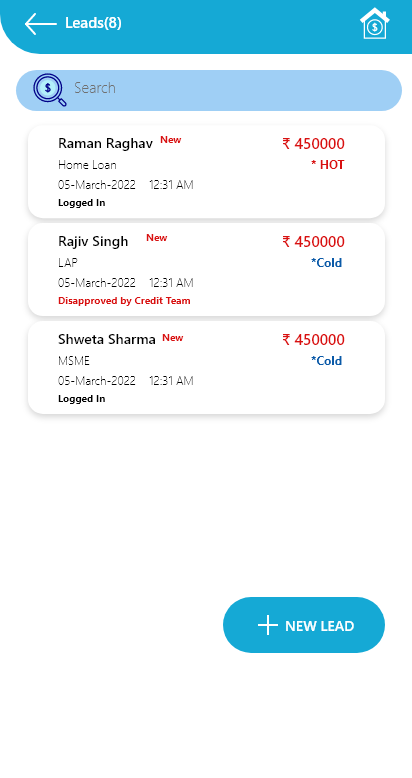 Leads(8)
Search
Raman Raghav New ₹ 450000
Home Loan * HOT
05-March-2022 12:31 AM
Logged In
Rajiv Singh New ₹ 450000
LAP *Cold
05-March-2022 12:31 AM
Disapproved by Credit Team
Shweta Sharma New ₹ 450000
MSME *Cold
05-March-2022 12:31 AM
Logged In
NEW LEAD